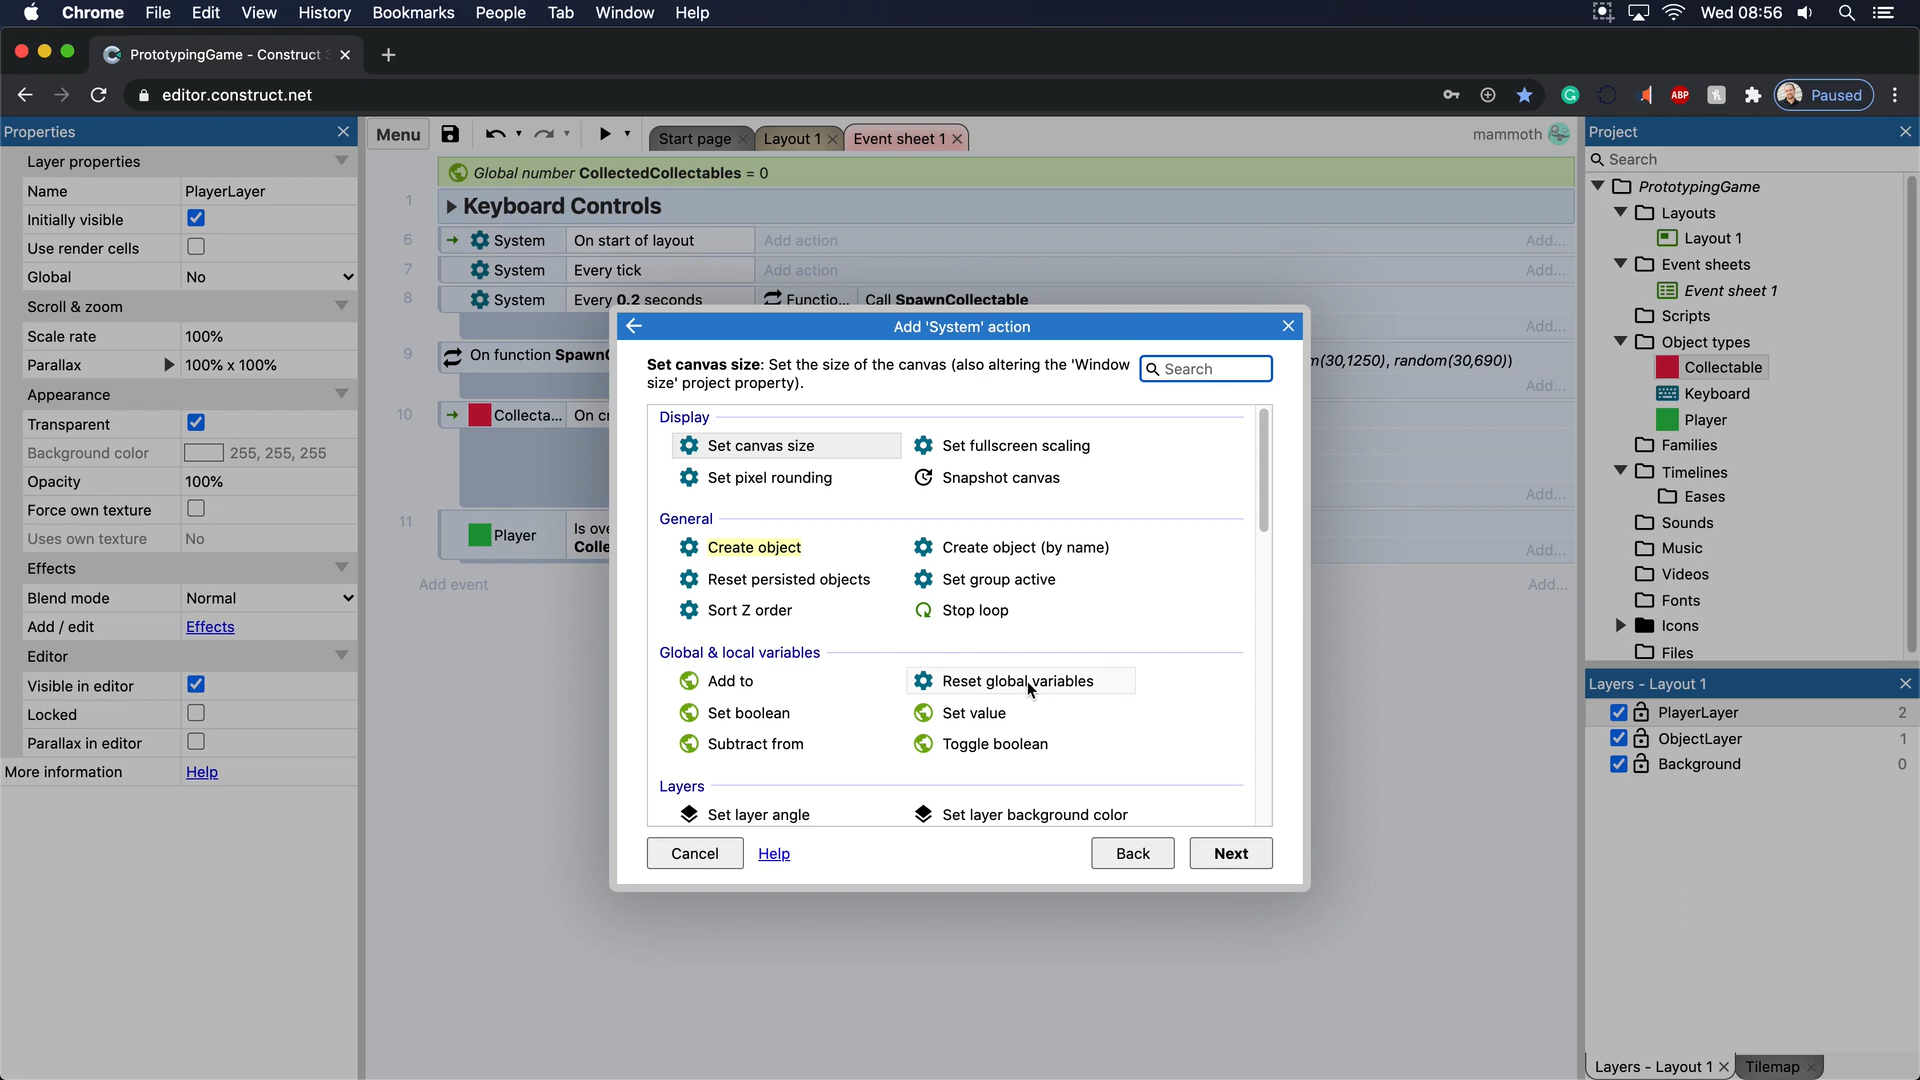 Chrome File Edit View History Bookmarks People Tab Window Help Wed 08:56
PrototypingGame - Construct 3
editor.construct.net ABP Paused
Properties
Layer properties
Name PlayerLayer
Initially visible
Use render cells
Global No
Scroll & zoom
Scale rate 100%
Parallax 100% x 100%
Appearance
Transparent
Background color 255, 255, 255
Opacity 100%
Force own texture
Uses own texture No
Effects
Blend mode Normal
Add / edit Effects
Editor
Visible in editor
Locked
Parallax in editor
More information Help
Menu Start page Layout 1 Event sheet 1 mammoth
Global number CollectedCollectables = 0
1 Keyboard Controls
6 System On start of layout Add action Add...
7 System Every tick Add action Add...
8 System Every 0.2 seconds Functio... Call SpawnCollectable
Add...
9 On function Spawn m(30,1250), random(30,690))
Add...
10 Collecta... On cr
Add...
11 Player Is ove
Colle Add...
Add event Add...
Add 'System' action
Set canvas size: Set the size of the canvas (also altering the 'Window
size' project property).
Search
Display
Set canvas size Set fullscreen scaling
Set pixel rounding Snapshot canvas
General
Create object Create object (by name)
Reset persisted objects Set group active
Sort Z order Stop loop
Global & local variables
Add to Reset global variables
Set boolean Set value
Subtract from Toggle boolean
Layers
Set layer angle Set layer background color
Cancel Help Back Next
Project
Search
PrototypingGame
Layouts
Layout 1
Event sheets
Event sheet 1
Scripts
Object types
Collectable
Keyboard
Player
Families
Timelines
Eases
Sounds
Music
Videos
Fonts
Icons
Files
Layers - Layout 1
PlayerLayer 2
ObjectLayer 1
Background 0
Layers - Layout 1 Tilemap